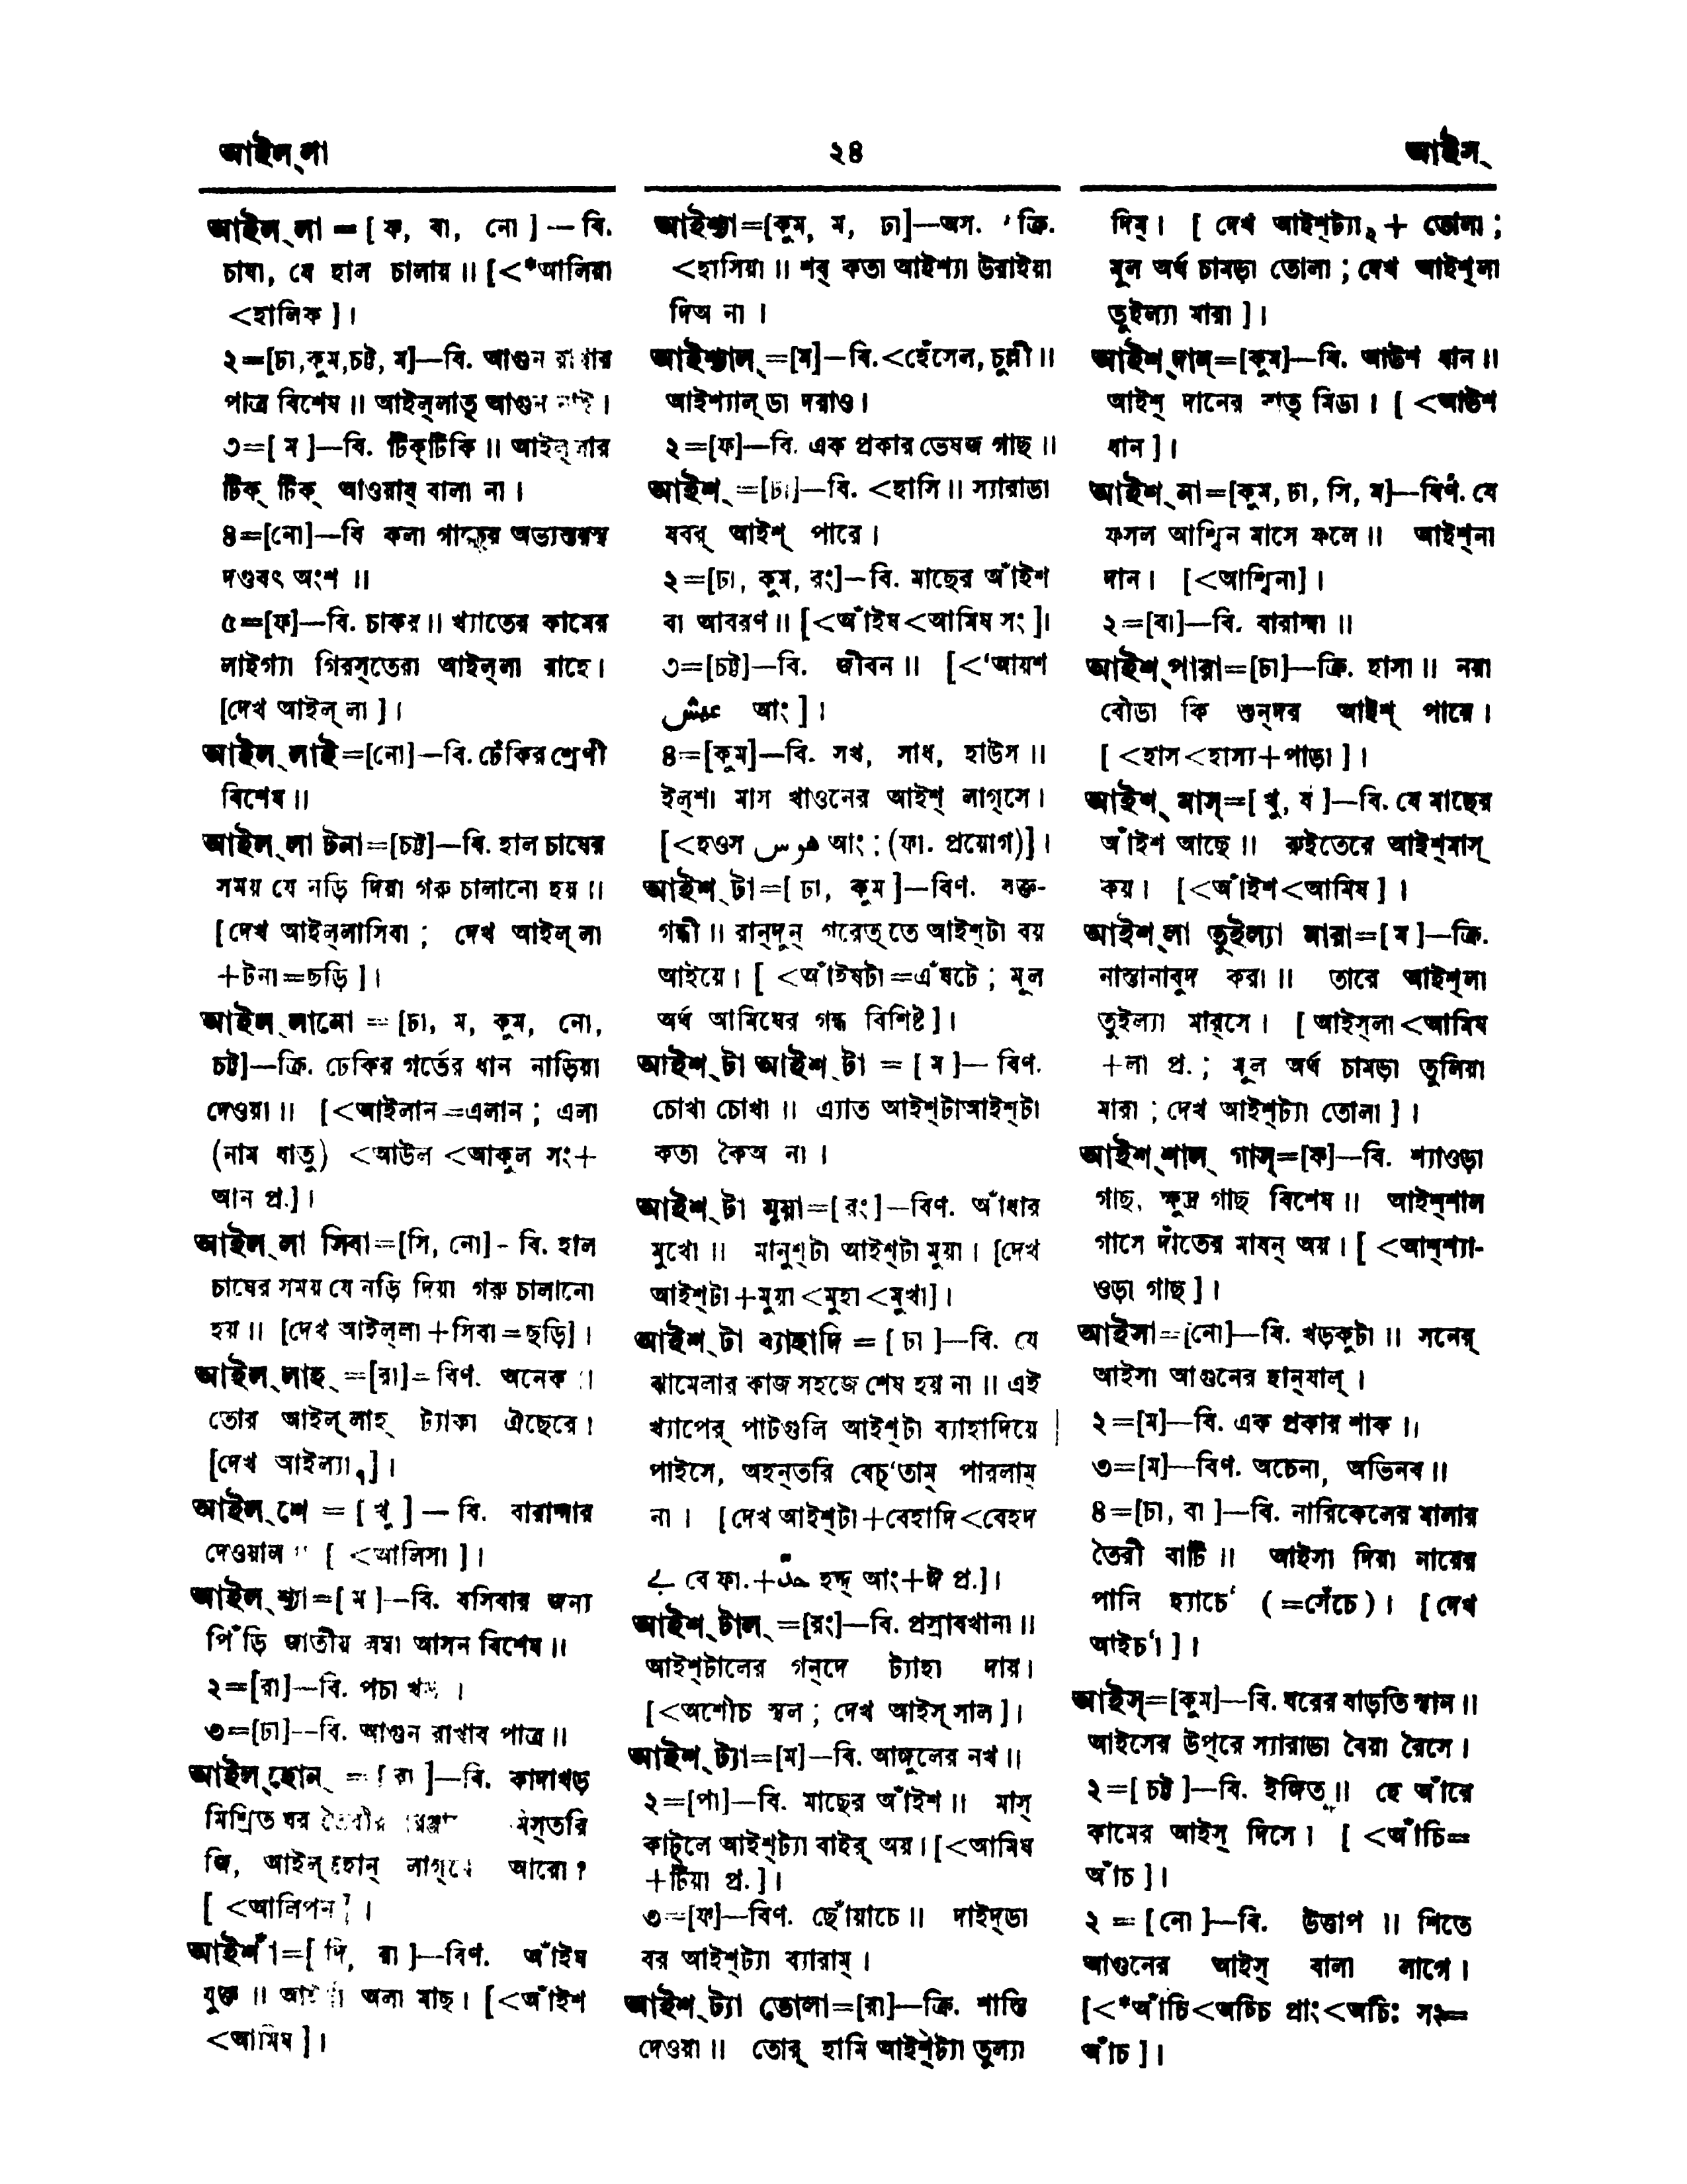 আইল্‌লা
২৪
আইস্
আইল্‌লা = [ ফ, বা, নো ] — বি.
চাষা, যে হাল চালায় ॥ [<*আলিয়া
<হালিক ] ।
২=[ঢা,কুম,চট্ট, ম]—বি. আগুন রাখার
পাত্র বিশেষ ॥ আইল্‌লাত্ আগুন নাই ।
৩=[ ম ]—বি. টিক্‌টিকি ॥ আইল্‌লার
টিক্ টিক্ আওয়াব্ বালা না ।
৪=[নো]—বি কলা গাছের অভ্যন্তরস্থ
দণ্ডবৎ অংশ ॥
৫=[ফ]—বি. চাকর ॥ খ্যাতের কামের
লাইগ্যা গিরস্‌তেরা আইল্‌লা রাহে ।
[দেখ আইল্‌লা ] ।
আইল্‌লাই=[নো]—বি. ঢেঁকির শ্রেণী
বিশেষ ॥
আইল্‌লা টনা=[চট্ট]—বি. হাল চাষের
সময় যে নড়ি দিয়া গরু চালানো হয় ॥
[দেখ আইল্‌লাসিবা ; দেখ আইল্‌লা
+টনা=ছড়ি ] ।
আইল্‌লানো = [ঢা, ম, কুম, নো,
চট্ট]—ক্রি. ঢেকির গর্তের ধান নাড়িয়া
দেওয়া ॥ [<আইলান=এলান ; এলা
(নাম ধাতু) <আউল <আকুল সং+
আন প্র.] ।
আইল্‌লা সিবা=[সি, নো] - বি. হাল
চাষের সময় যে নড়ি দিয়া গরু চালানো
হয় ॥ [দেখ আইল্‌লা+সিবা=ছড়ি] ।
আইল্‌লাহ্ =[রা]= বিণ. অনেক ।
তোর আইল্‌লাহ্ ট্যাকা ঐছেরে ।
[দেখ আইল্যা১] ।
আইল্‌শে = [ খু ] — বি. বারান্দার
দেওয়াল ॥ [ <আলিসা ] ।
আইল্‌শ্যা=[ ম ]—বি. বসিবার জন্য
পিঁড়ি জাতীয় লম্বা আসন বিশেষ ॥
২=[রা]—বি. পচা খড় ।
৩=[ঢা]--বি. আগুন রাখাব পাত্র ॥
আইল্‌হোন্ = [ রা ]—বি. কাদাখড়
মিশ্রিত ঘর তৈরীর মিস্‌তরি
জি, আইল্‌হোন্ আরো ?
[ <আলিপন ] ।
আইশাঁ=[ দি, রা ]—বিণ. আঁইষ
যুক্ত ॥ অলা মাছ । [<আঁইশ
<আমিষ ] ।
আইশ্যা=[কুম, ম, ঢা]—অস. ক্রি.
<হাসিয়া ॥ শব্ কতা আইশ্যা উরাইয়া
দিঅ না ।
আইশ্যাল্ =[ম]—বি. <হেঁসেল, চুল্লী ॥
আইশ্যাল্ ডা দরাও ।
২=[ফ]—বি. এক প্রকার ভেষজ গাছ ॥
আইশ্ =[ঢা]—বি. <হাসি ॥ স্যারাডা
যবর্ আইশ্ পারে ।
২=[ঢা, কুম, রং]—বি. মাছের আঁইশ
বা আবরণ ॥ [<আঁইষ<আমিষ সং ] ।
৩=[চট্ট]—বি. জীবন ॥ [<‘আয়শ
عيش আং ] ।
৪=[কুম]—বি. সখ, সাধ, হাউস ॥
ইল্‌শা মাস খাওনের আইশ্ লাগ্‌সে ।
[<হওস هوس আং ; (ফা. প্রয়োগ)] ।
আইশ্‌টা=[ ঢা, কুম ]—বিণ. রক্ত-
গন্ধী ॥ রান্‌দুন্ গরেত্‌তে আইশ্‌টা বয়
আইয়ে । [ <আঁইষটা=এঁষটে ; মূল
অর্থ আমিষের গন্ধ বিশিষ্ট ] ।
আইশ্‌টা আইশ্‌টা = [ ম ]— বিণ.
চোখা চোখা ॥ এ্যাত আইশ্‌টাআইশ্‌টা
কতা কৈঅ না ।
আইশ্‌টা মুয়া=[ রং ]—বিণ. আঁধার
মুখো ॥ মানুশ্‌টা আইশ্‌টা মুয়া । [দেখ
আইশ্‌টা+মুয়া<মুহা<মুখা] ।
আইশ্‌টা ব্যাহাদি = [ ঢা ]—বি. যে
ঝামেলার কাজ সহজে শেষ হয় না ॥ এই
খ্যাপের্ পাটগুলি আইশ্‌টা ব্যাহাদিয়ে
পাইসে, অহন্‌তরি বেচ্‌‘তাম্ পারলাম্
না । [দেখ আইশ্‌টা+বেহাদি<বেহদ
بے বে ফা.+حدّ হদ্দ্ আং+ঈ প্র.] ।
আইশ্‌টাল্ =[রং]—বি. প্রস্রাবখানা ॥
আইশ্‌টালের গন্‌দে ট্যাহা দায় ।
[<অশৌচ স্থল ; দেখ আইস্‌সাল ] ।
আইশ্‌ট্যা=[ম]—বি. আঙ্গুলের নখ ॥
২=[পা]—বি. মাছের আঁইশ ॥ মাস্
কাটুলে আইশ্‌ট্যা বাইর্ অয় । [<আমিষ
+টিয়া প্র. ] ।
৩=[ফ]—বিণ. ছোঁয়াচে ॥ দাইদ্‌ডা
বর আইশ্‌ট্যা ব্যারাম্ ।
আইশ্‌ট্যা তোলা=[রা]—ক্রি. শাস্তি
দেওয়া ॥ তোর্ হামি আইশ্‌ট্যা তুল্যা
দিমু । [ দেখ আইশ্‌ট্যা২ + তোলা ;
মূল অর্থ চামড়া তোলা ; দেখ আইশ্‌লা
তুইল্যা মারা ] ।
আইশ্‌দান্=[কুম]—বি. আউশ ধান ॥
আইশ্ দানের বাত্ মিডা । [ <আউশ
ধান ] ।
আইশ্‌না=[কুম, ঢা, সি, ম]—বিণ. যে
ফসল আশ্বিন মাসে ফলে ॥ আইশ্‌না
দান । [<আশ্বিনা] ।
২=[বা]—বি. বারান্দা ॥
আইশ্‌পারা=[ঢা]—ক্রি. হাসা ॥ নয়া
বৌডা কি শুন্‌দর আইশ্ পারে ।
[ <হাস<হাস্য+পাড়া ] ।
আইশ্ মাস্=[ খু, য ]—বি. যে মাছের
আঁইশ আছে ॥ রুইতেরে আইশ্‌মাস্
কয় । [<আঁইশ<আমিষ ] ।
আইশ্‌লা তুইল্যা মারা=[ ম ]—ক্রি.
নাস্তানাবুদ করা ॥ তারে আইশ্‌লা
তুইল্যা মার্‌সে । [ আইস্‌লা<আমিষ
+লা প্র. ; মূল অর্থ চামড়া তুলিয়া
মারা ; দেখ আইশ্‌ট্যা তোলা ] ।
আইশ্‌শাল্ গাস্=[ফ]—বি. শ্যাওড়া
গাছ, ক্ষুদ্র গাছ বিশেষ ॥ আইশ্‌শাল
গাসে দাঁতের মাযন্ অয় । [ <আশ্‌শ্যা-
ওড়া গাছ ] ।
আইসা=[নো]—বি. খড়কুটা ॥ সনের্
আইসা আগুনের হান্‌যাল্ ।
২=[ম]—বি. এক প্রকার শাক ॥
৩=[ম]—বিণ. অচেনা, অভিনব ॥
৪=[ঢা, বা ]—বি. নারিকেলের মালার
তৈরী বাটি ॥ আইসা দিয়া নায়ের
পানি হ্যাচে‘ (=সেঁচে) । [ দেখ
আইচ‘া ] ।
আইস্=[কুম]—বি. ঘরের বাড়তি স্থান ॥
আইসের উপ্‌রে স্যারাডা বৈয়া রৈসে ।
২=[ চট্ট ]—বি. ইঙ্গিত ॥ হে আঁরে
কামের আইস্ দিসে । [ <আঁচি=
আঁচ ] ।
২ = [ নো ]—বি. উত্তাপ ॥ শিতে
আগুনের আইস্ বালা লাগে ।
[<*আঁচি<অচ্চি প্রাং<অর্চিঃ সং=
আঁচ ] ।